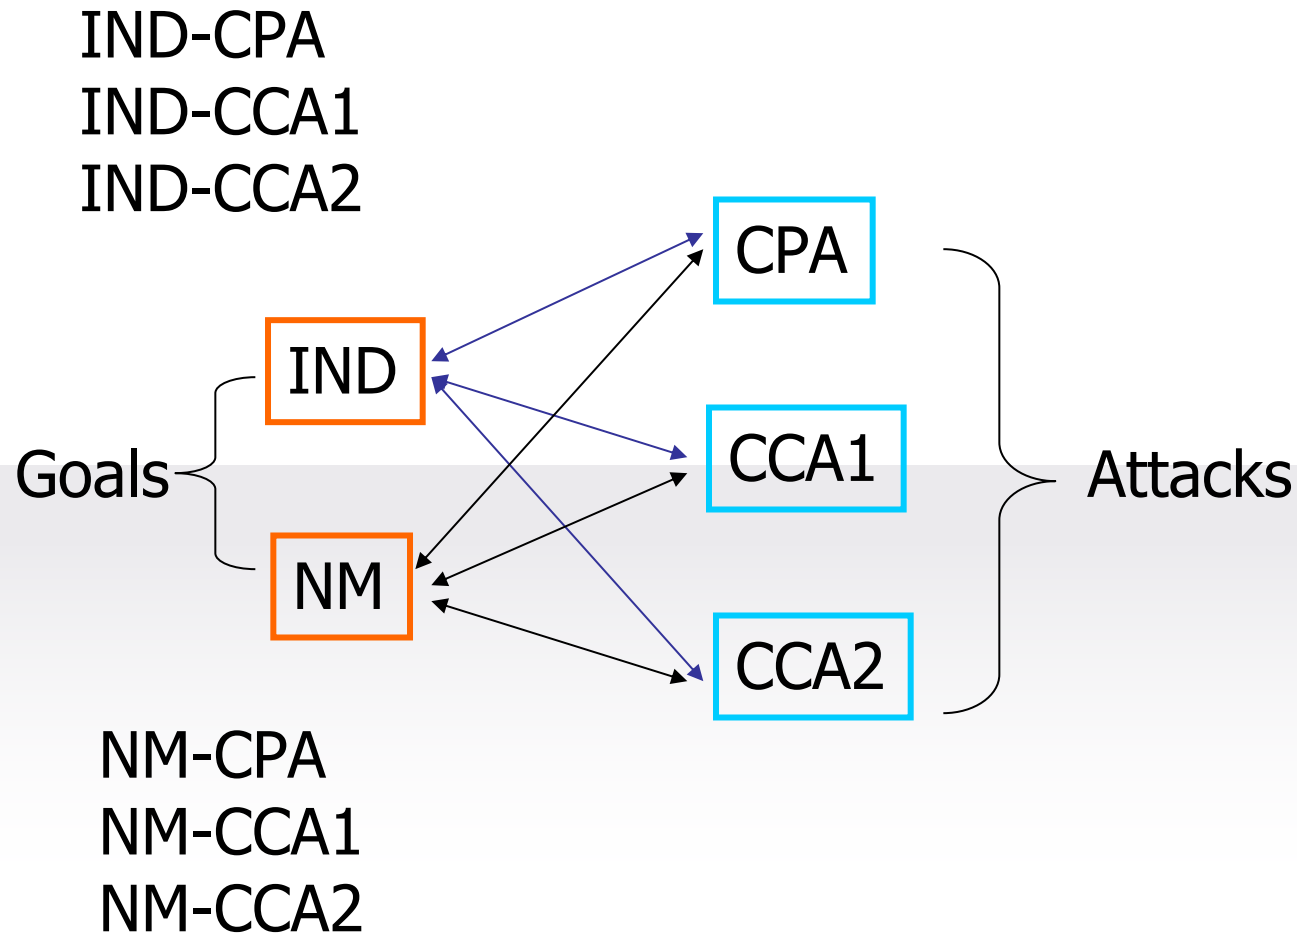 IND-CPA
IND-CCA1
IND-CCA2
CPA
IND
CCA1
Goals
Attacks
NM
CCA2
NM-CPA
NM-CCA1
NM-CCA2